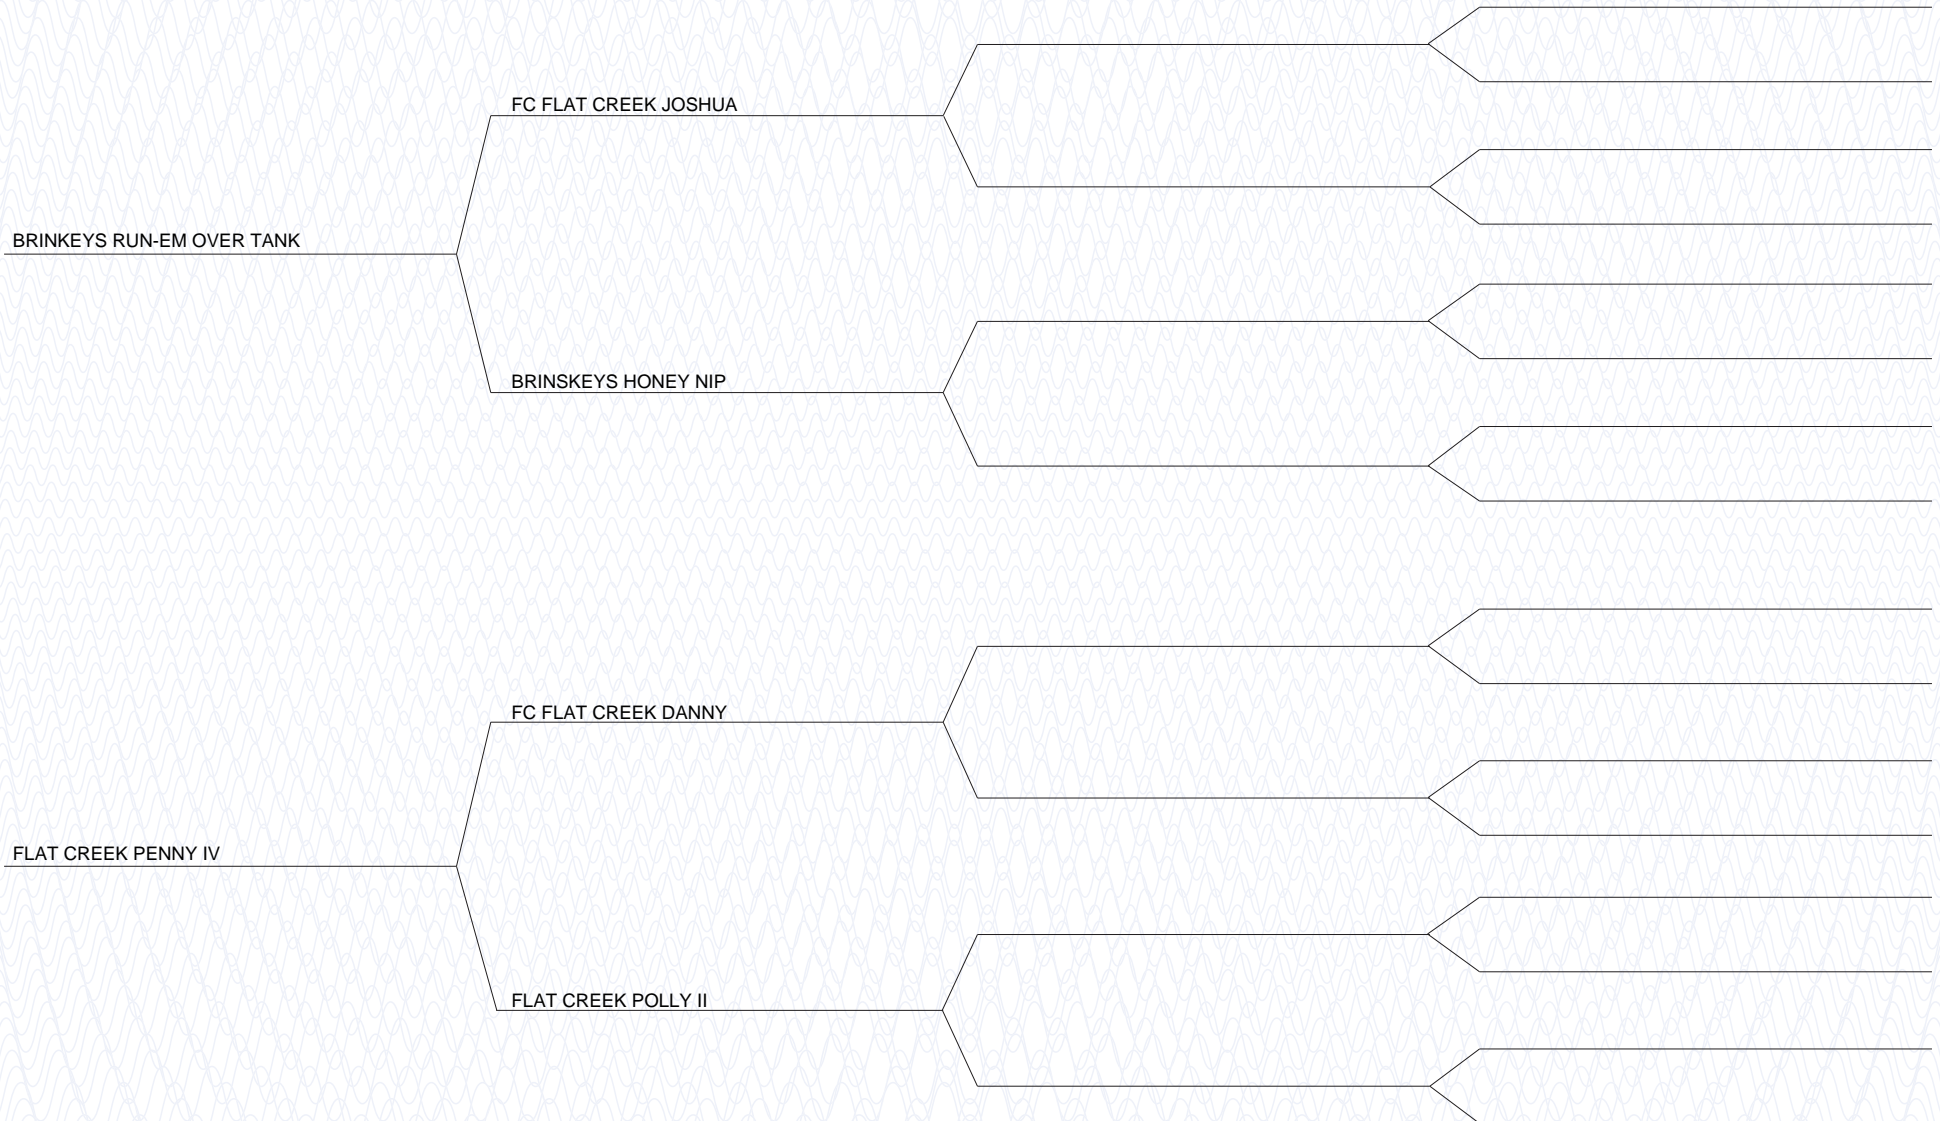 FC FLAT CREEK JOSHUA
BRINKEYS RUN-EM OVER TANK
BRINSKEYS HONEY NIP
FC FLAT CREEK DANNY
FLAT CREEK PENNY IV
FLAT CREEK POLLY II